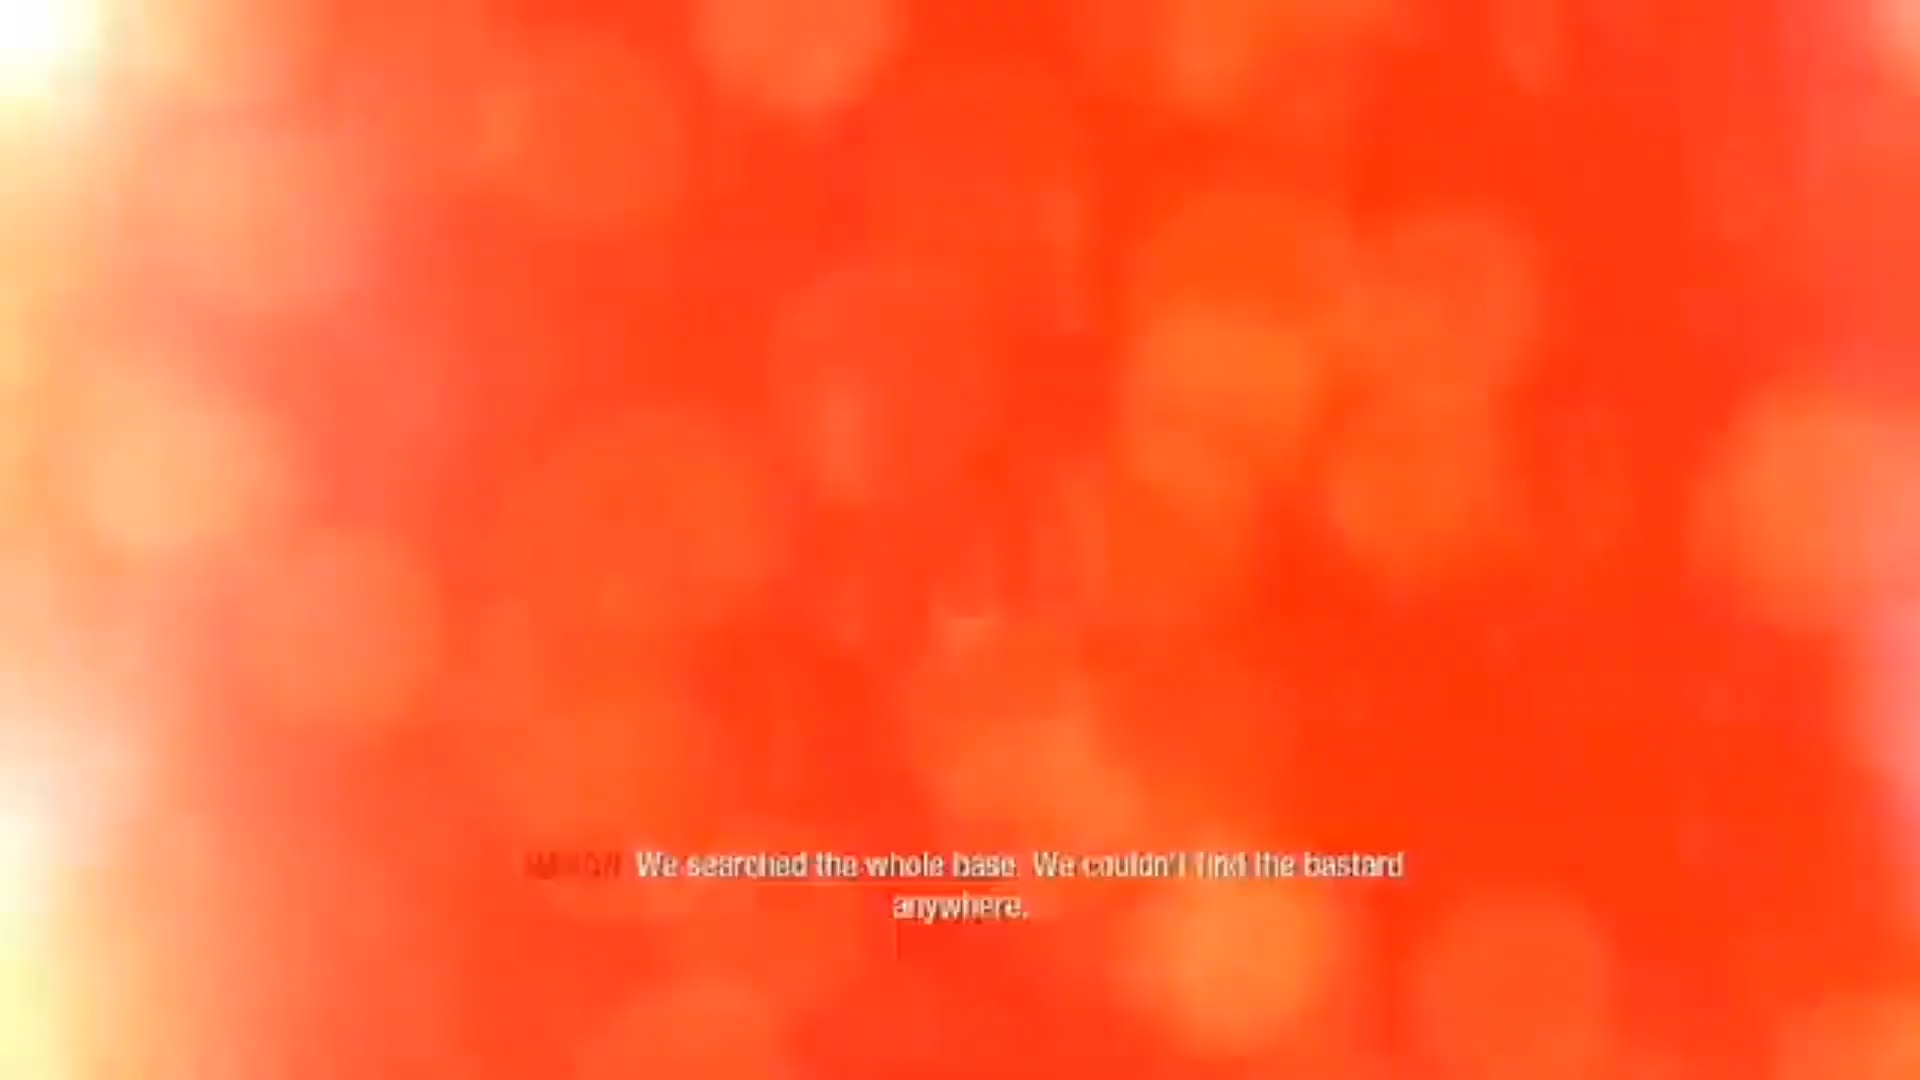 We searched the whole base. We couldn't find the bastard
anywhere.